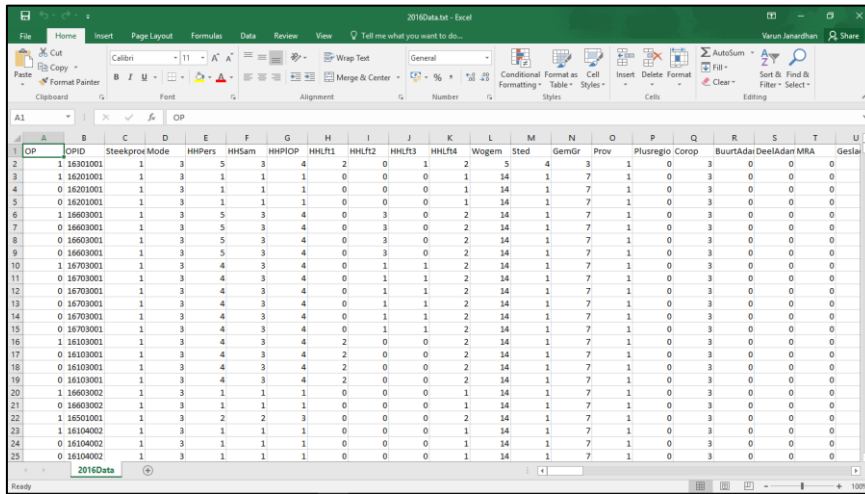 2016Data.txt - Excel
File Home Insert Page Layout Formulas Data Review View Tell me what you want to do... Varun Janardhan Share
Cut
Copy
Format Painter
Paste
Calibri 11
Wrap Text
Merge & Center
General
Conditional Formatting
Format as Table
Cell Styles
Insert Delete Format
AutoSum
Fill
Clear
Sort & Filter
Find & Select
Clipboard Font Alignment Number Styles Cells Editing
A1 fx OP
A B C D E F G H I J K L M N O P Q R S T U
1 OP OPID Steekproe Mode HHPers HHSam HHPlOP HHLft1 HHLft2 HHLft3 HHLft4 Wogem Sted GemGr Prov Plusregio Corop BuurtAdar DeelAdam MRA Gesla
2 1 16301001 1 3 5 3 4 2 0 1 2 5 4 3 1 0 3 0 0 0
3 1 16201001 1 3 1 1 1 0 0 0 1 14 1 7 1 0 3 0 0 0
4 0 16201001 1 3 1 1 1 0 0 0 1 14 1 7 1 0 3 0 0 0
5 0 16201001 1 3 1 1 1 0 0 0 1 14 1 7 1 0 3 0 0 0
6 1 16603001 1 3 5 3 4 0 3 0 2 14 1 7 1 0 3 0 0 0
7 0 16603001 1 3 5 3 4 0 3 0 2 14 1 7 1 0 3 0 0 0
8 0 16603001 1 3 5 3 4 0 3 0 2 14 1 7 1 0 3 0 0 0
9 0 16603001 1 3 5 3 4 0 3 0 2 14 1 7 1 0 3 0 0 0
10 1 16703001 1 3 4 3 4 0 1 1 2 14 1 7 1 0 3 0 0 0
11 0 16703001 1 3 4 3 4 0 1 1 2 14 1 7 1 0 3 0 0 0
12 0 16703001 1 3 4 3 4 0 1 1 2 14 1 7 1 0 3 0 0 0
13 0 16703001 1 3 4 3 4 0 1 1 2 14 1 7 1 0 3 0 0 0
14 0 16703001 1 3 4 3 4 0 1 1 2 14 1 7 1 0 3 0 0 0
15 0 16703001 1 3 4 3 4 0 1 1 2 14 1 7 1 0 3 0 0 0
16 1 16103001 1 3 4 3 4 2 0 0 2 14 1 7 1 0 3 0 0 0
17 0 16103001 1 3 4 3 4 2 0 0 2 14 1 7 1 0 3 0 0 0
18 0 16103001 1 3 4 3 4 2 0 0 2 14 1 7 1 0 3 0 0 0
19 0 16103001 1 3 4 3 4 2 0 0 2 14 1 7 1 0 3 0 0 0
20 1 16603002 1 3 1 1 1 0 0 0 1 14 1 7 1 0 3 0 0 0
21 0 16603002 1 3 1 1 1 0 0 0 1 14 1 7 1 0 3 0 0 0
22 1 16501001 1 3 2 2 3 0 0 0 2 14 1 7 1 0 3 0 0 0
23 1 16104002 1 3 1 1 1 0 0 0 1 14 1 7 1 0 3 0 0 0
24 0 16104002 1 3 1 1 1 0 0 0 1 14 1 7 1 0 3 0 0 0
25 0 16104002 1 3 1 1 1 0 0 0 1 14 1 7 1 0 3 0 0 0
2016Data
Ready